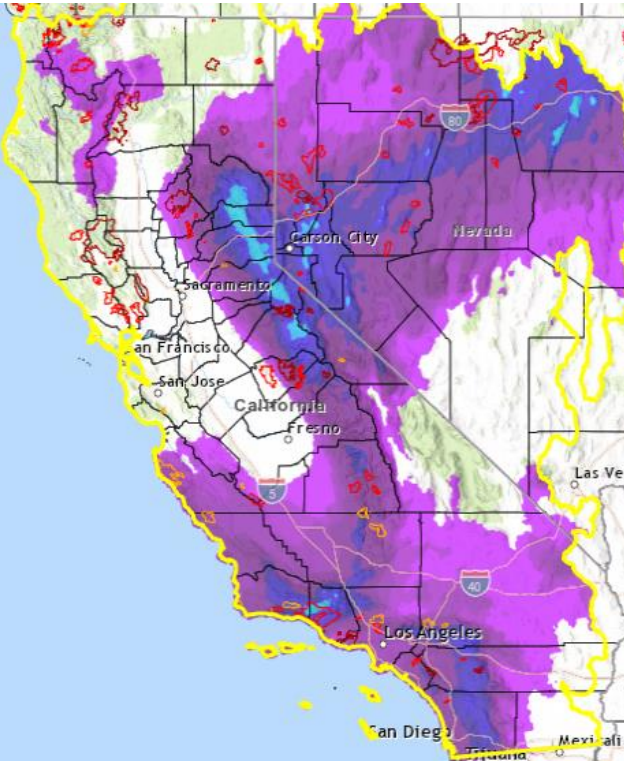 80
Carson City
Nevada
Sacramento
an Francisco
San Jose
California
Fresno
5
Las Ve
40
Los Angeles
San Diego
Mexicali
Tijuana